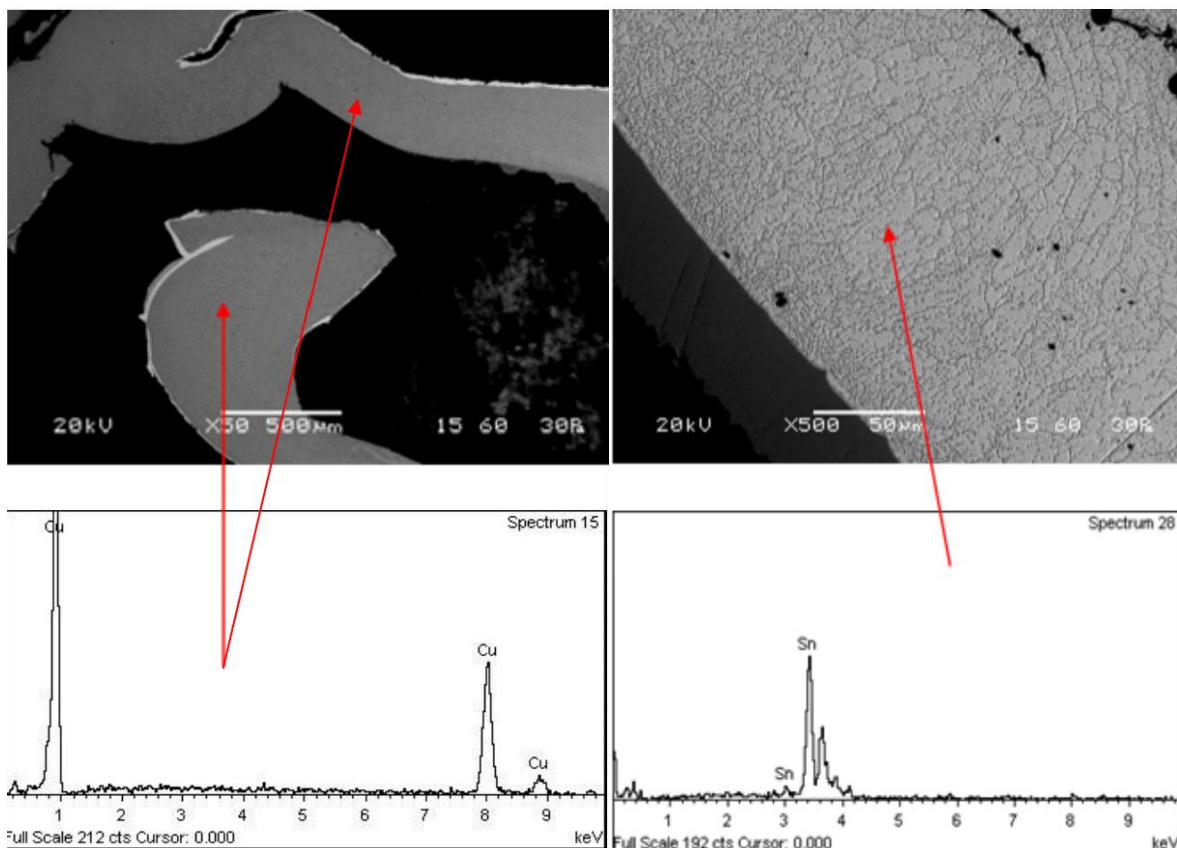 20kV X50 500µm 15 60 30
20kV X500 50µm 15 60 30
Spectrum 15
Cu
Cu
Cu
1 2 3 4 5 6 7 8 9
Full Scale 212 cts Cursor: 0.000 keV
Spectrum 28
Sn
Sn
1 2 3 4 5 6 7 8 9
Full Scale 192 cts Cursor: 0.000 keV